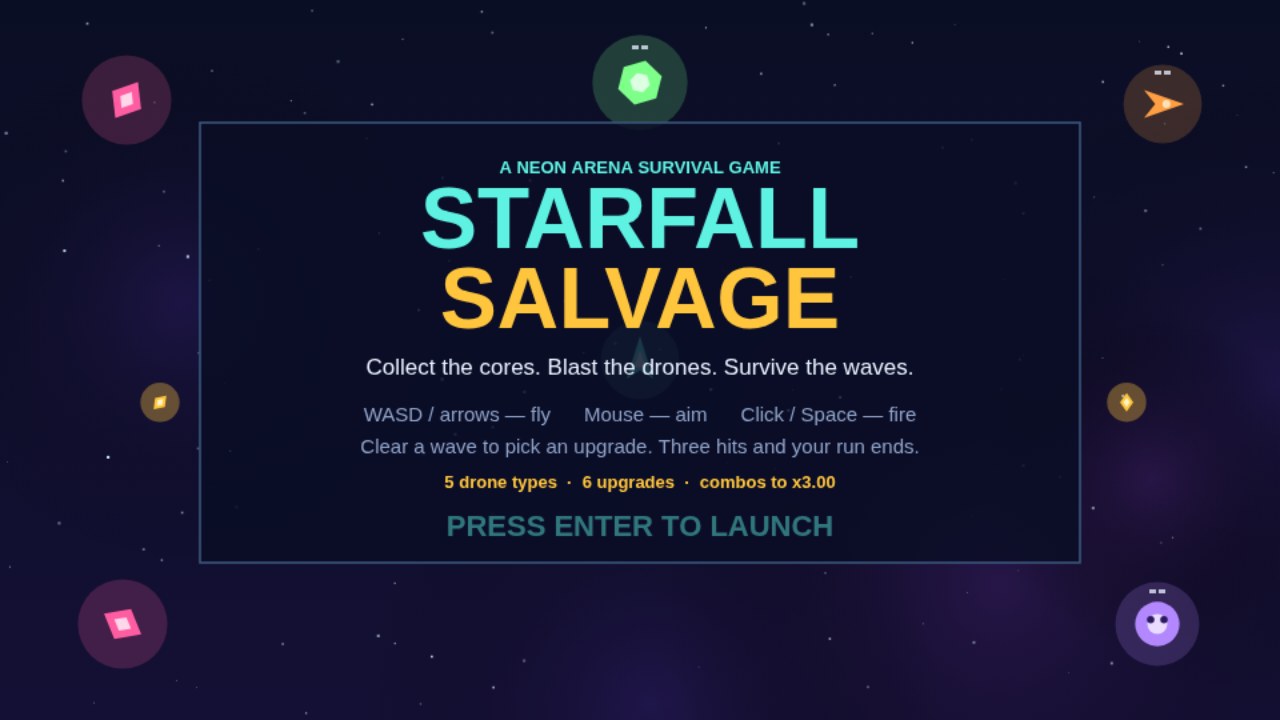 A NEON ARENA SURVIVAL GAME
STARFALL
SALVAGE
Collect the cores. Blast the drones. Survive the waves.
WASD / arrows — fly Mouse — aim Click / Space — fire
Clear a wave to pick an upgrade. Three hits and your run ends.
5 drone types · 6 upgrades · combos to x3.00
PRESS ENTER TO LAUNCH